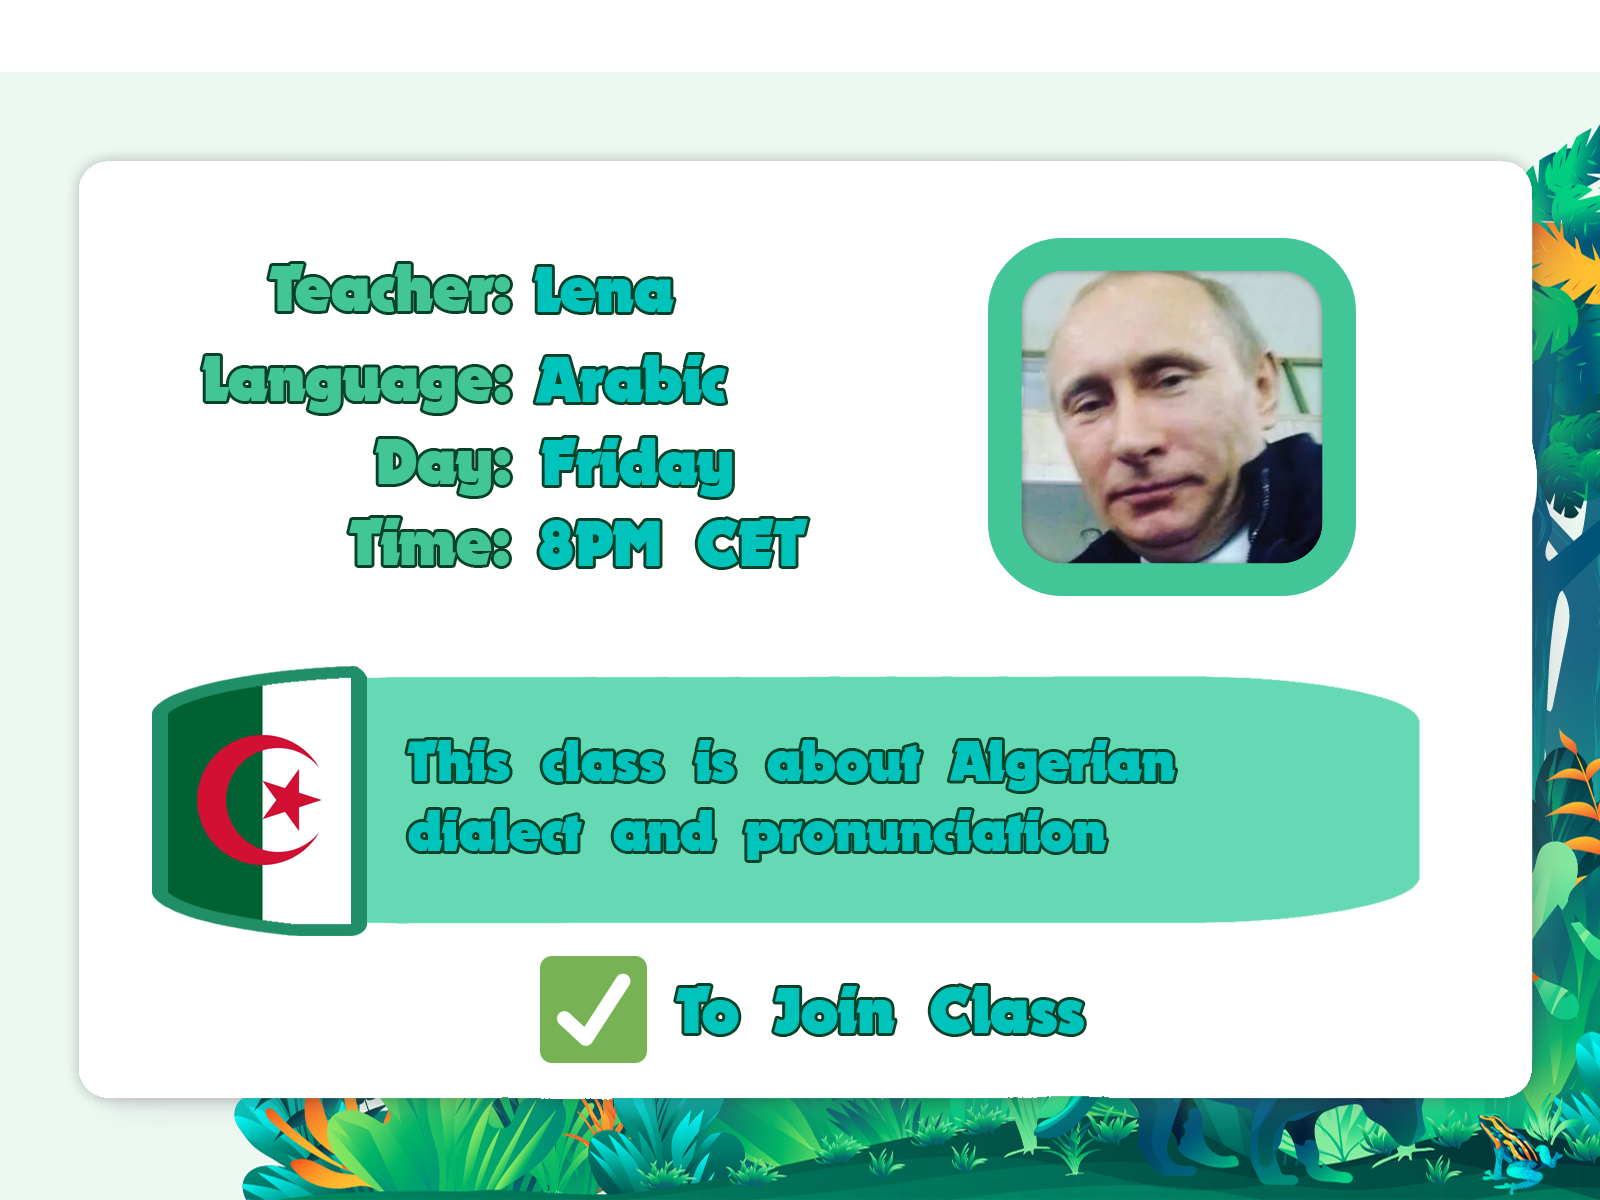 Teacher: Lena
Language: Arabic
Day: Friday
Time: 8PM CET
This class is about Algerian
dialect and pronunciation
To Join Class